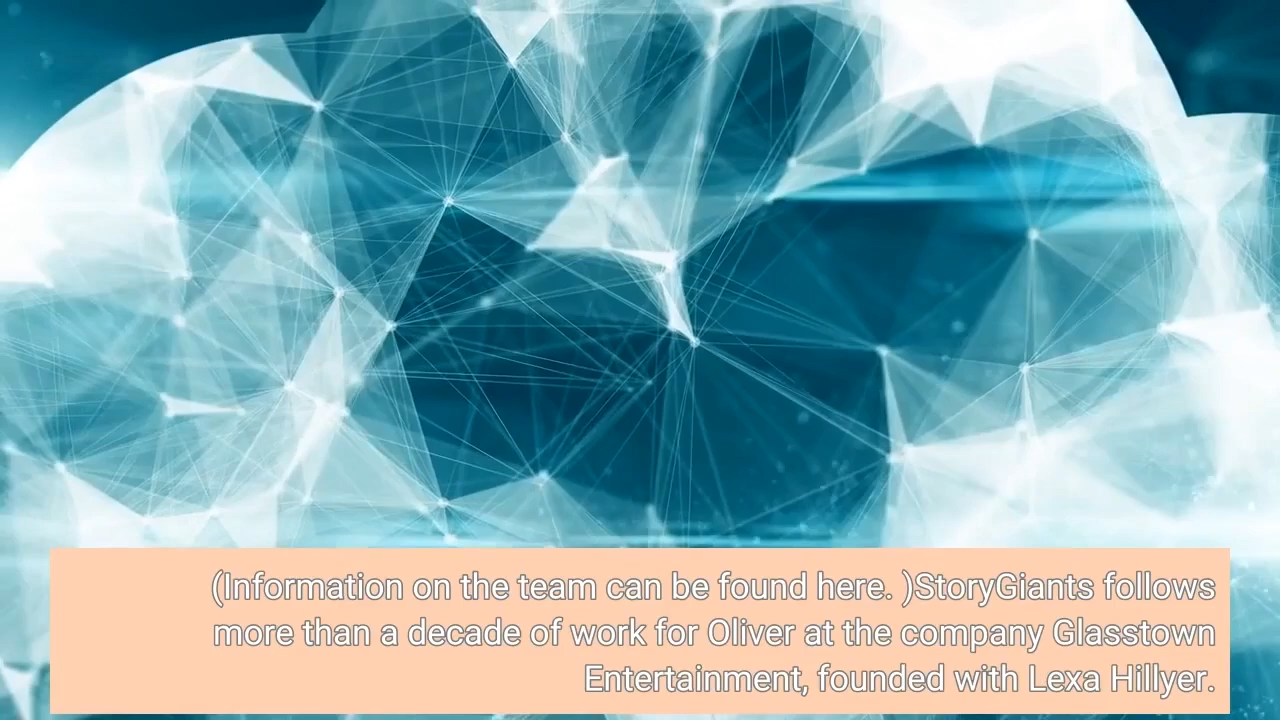 (Information on the team can be found here. )StoryGiants follows
more than a decade of work for Oliver at the company Glasstown
Entertainment, founded with Lexa Hillyer.